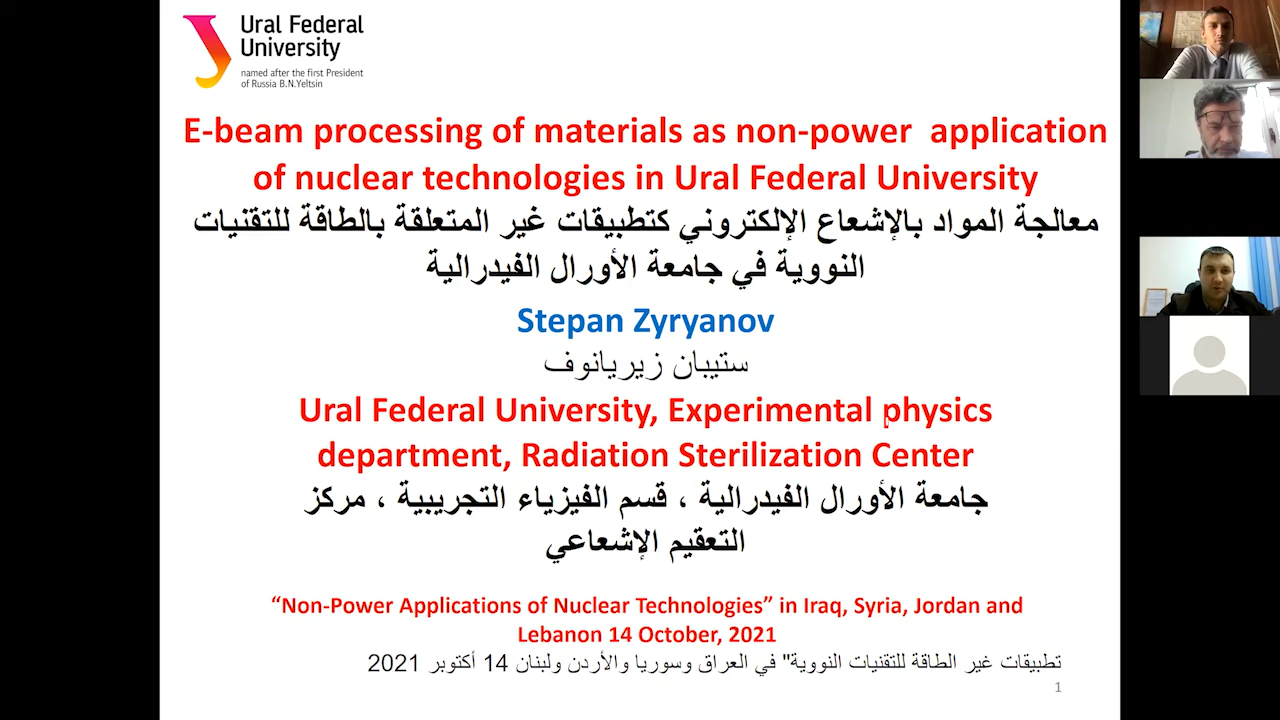 Ural Federal
University
named after the first President
of Russia B.N.Yeltsin
E-beam processing of materials as non-power application
of nuclear technologies in Ural Federal University
معالجة المواد بالإشعاع الإلكتروني كتطبيقات غير المتعلقة بالطاقة للتقنيات
النووية في جامعة الأورال الفيدرالية
Stepan Zyryanov
ستيبان زيريانوف
Ural Federal University, Experimental physics
department, Radiation Sterilization Center
جامعة الأورال الفيدرالية ، قسم الفيزياء التجريبية ، مركز
التعقيم الإشعاعي
“Non-Power Applications of Nuclear Technologies” in Iraq, Syria, Jordan and
Lebanon 14 October, 2021
تطبيقات غير الطاقة للتقنيات النووية" في العراق وسوريا والأردن ولبنان 14 أكتوبر 2021
1